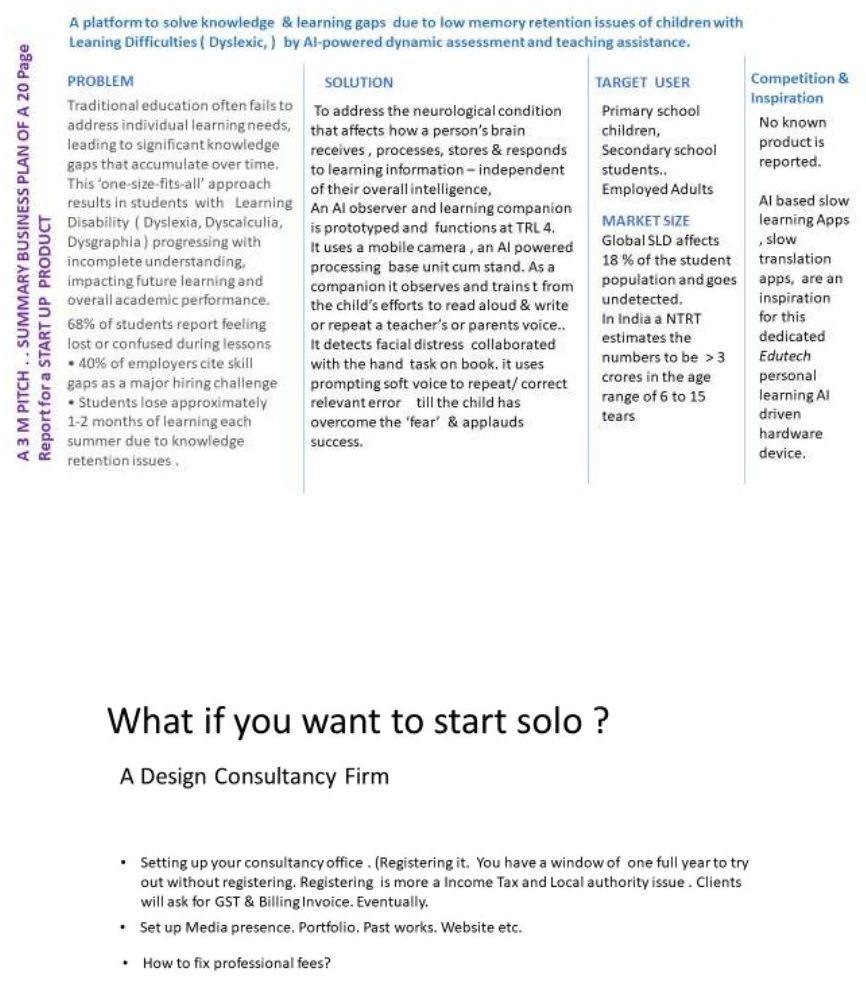 A platform to solve knowledge & learning gaps due to low memory retention issues of children with
Leaning Difficulties ( Dyslexic, ) by AI-powered dynamic assessment and teaching assistance.
A 3 M PITCH . . SUMMARY BUSINESS PLAN OF A 20 Page
Report for a START UP PRODUCT
PROBLEM
Traditional education often fails to
address individual learning needs,
leading to significant knowledge
gaps that accumulate over time.
This 'one-size-fits-all' approach
results in students with Learning
Disability ( Dyslexia, Dyscalculia,
Dysgraphia ) progressing with
incomplete understanding,
impacting future learning and
overall academic performance.
68% of students report feeling
lost or confused during lessons
• 40% of employers cite skill
gaps as a major hiring challenge
• Students lose approximately
1-2 months of learning each
summer due to knowledge
retention issues .
SOLUTION
To address the neurological condition
that affects how a person's brain
receives , processes, stores & responds
to learning information – independent
of their overall intelligence,
An AI observer and learning companion
is prototyped and functions at TRL 4.
It uses a mobile camera , an AI powered
processing base unit cum stand. As a
companion it observes and trains t from
the child's efforts to read aloud & write
or repeat a teacher's or parents voice..
It detects facial distress collaborated
with the hand task on book. it uses
prompting soft voice to repeat/ correct
relevant error till the child has
overcome the 'fear' & applauds
success.
TARGET USER
Primary school
children,
Secondary school
students..
Employed Adults
MARKET SIZE
Global SLD affects
18 % of the student
population and goes
undetected.
In India a NTRT
estimates the
numbers to be > 3
crores in the age
range of 6 to 15
tears
Competition &
Inspiration
No known
product is
reported.
AI based slow
learning Apps
, slow
translation
apps, are an
inspiration
for this
dedicated
Edutech
personal
learning AI
driven
hardware
device.
What if you want to start solo ?
A Design Consultancy Firm
• Setting up your consultancy office . (Registering it. You have a window of one full year to try
out without registering. Registering is more a Income Tax and Local authority issue . Clients
will ask for GST & Billing Invoice. Eventually.
• Set up Media presence. Portfolio. Past works. Website etc.
• How to fix professional fees?